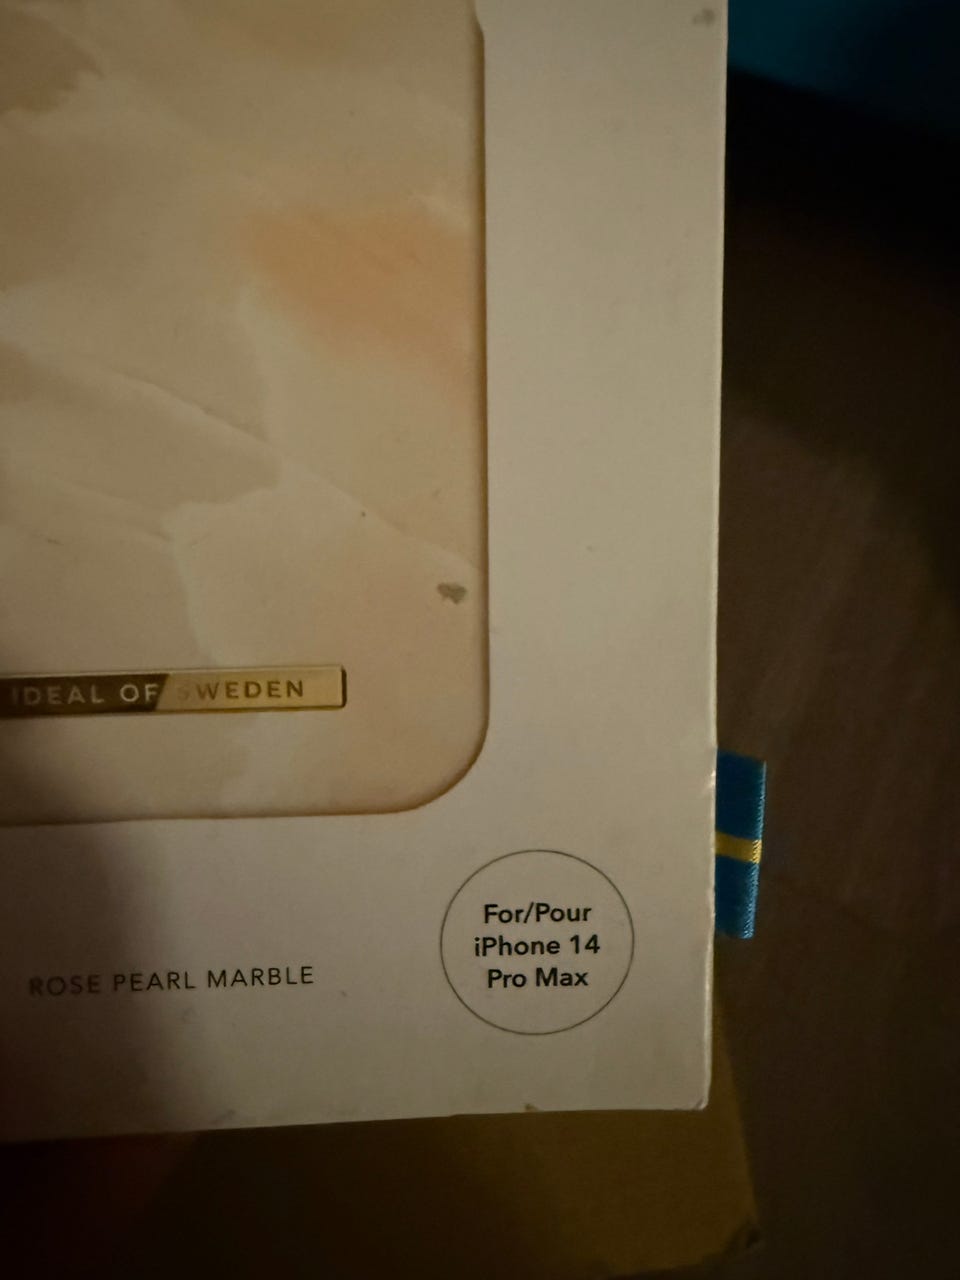 IDEAL OF SWEDEN
For/Pour
iPhone 14
Pro Max
ROSE PEARL MARBLE